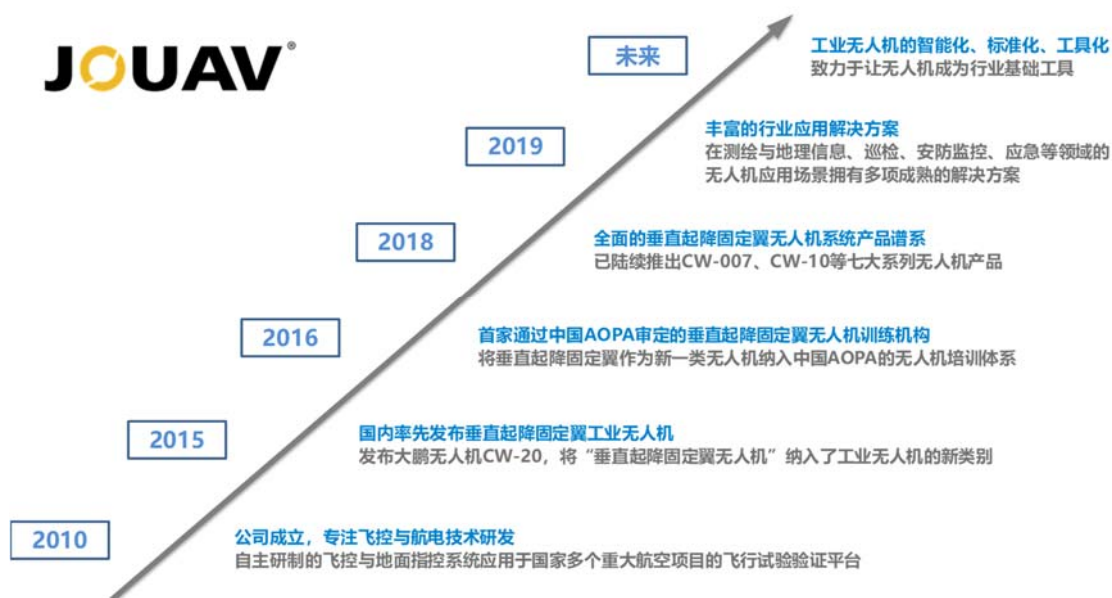 JOUAV®
未来
工业无人机的智能化、标准化、工具化
致力于让无人机成为行业基础工具
2019
丰富的行业应用解决方案
在测绘与地理信息、巡检、安防监控、应急等领域的
无人机应用场景拥有多项成熟的解决方案
2018
全面的垂直起降固定翼无人机系统产品谱系
已陆续推出CW-007、CW-10等七大系列无人机产品
2016
首家通过中国AOPA审定的垂直起降固定翼无人机训练机构
将垂直起降固定翼作为新一类无人机纳入中国AOPA的无人机培训体系
2015
国内率先发布垂直起降固定翼工业无人机
发布大鹏无人机CW-20，将“垂直起降固定翼无人机”纳入了工业无人机的新类别
2010
公司成立，专注飞控与航电技术研发
自主研制的飞控与地面指控系统应用于国家多个重大航空项目的飞行试验验证平台